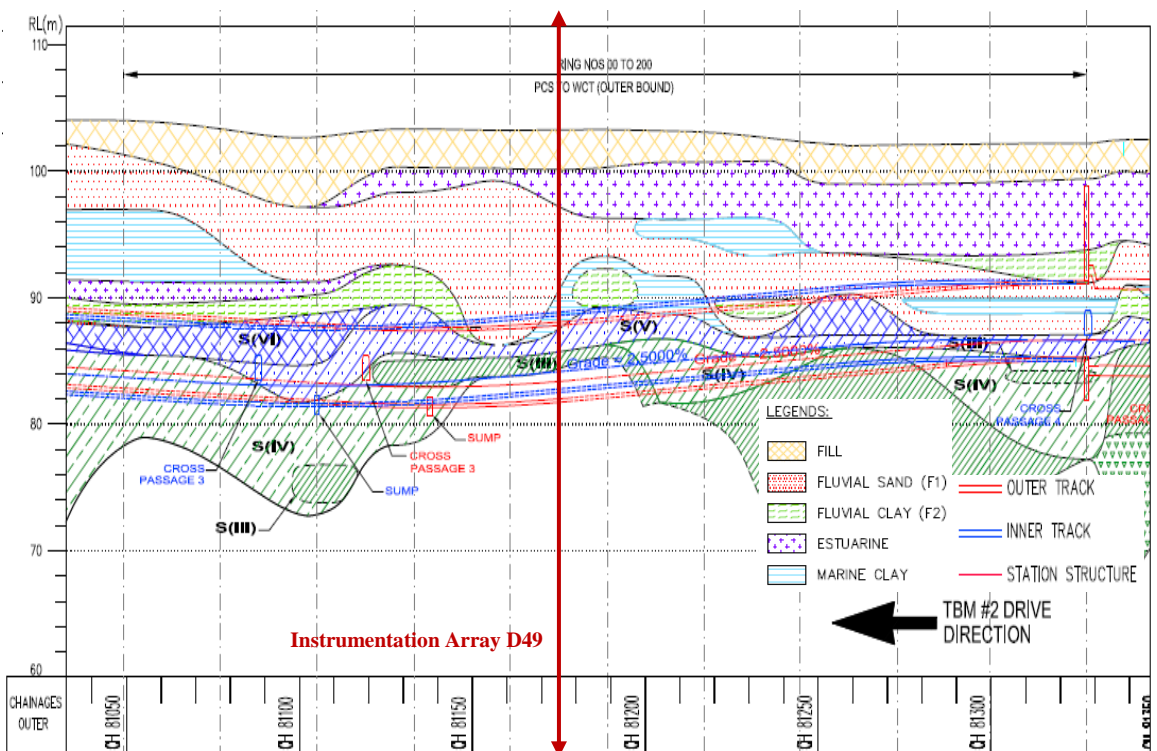 RL(m)
110
100
90
80
70
60
RING NOS 00 TO 200
PCS TO WCT (OUTER BOUND)
S(VI)
S(V)
S(III)
Grade = 2.5000%
S(IV)
S(III)
S(IV)
S(IV)
S(III)
CROSS
PASSAGE 3
SUMP
CROSS
PASSAGE 3
SUMP
CROSS
PASSAGE
LEGENDS:
FILL
FLUVIAL SAND (F1)
FLUVIAL CLAY (F2)
ESTUARINE
MARINE CLAY
OUTER TRACK
INNER TRACK
STATION STRUCTURE
TBM #2 DRIVE
DIRECTION
Instrumentation Array D49
CHAINAGES
OUTER
CH 81050
CH 81100
CH 81150
CH 81200
CH 81250
CH 81300